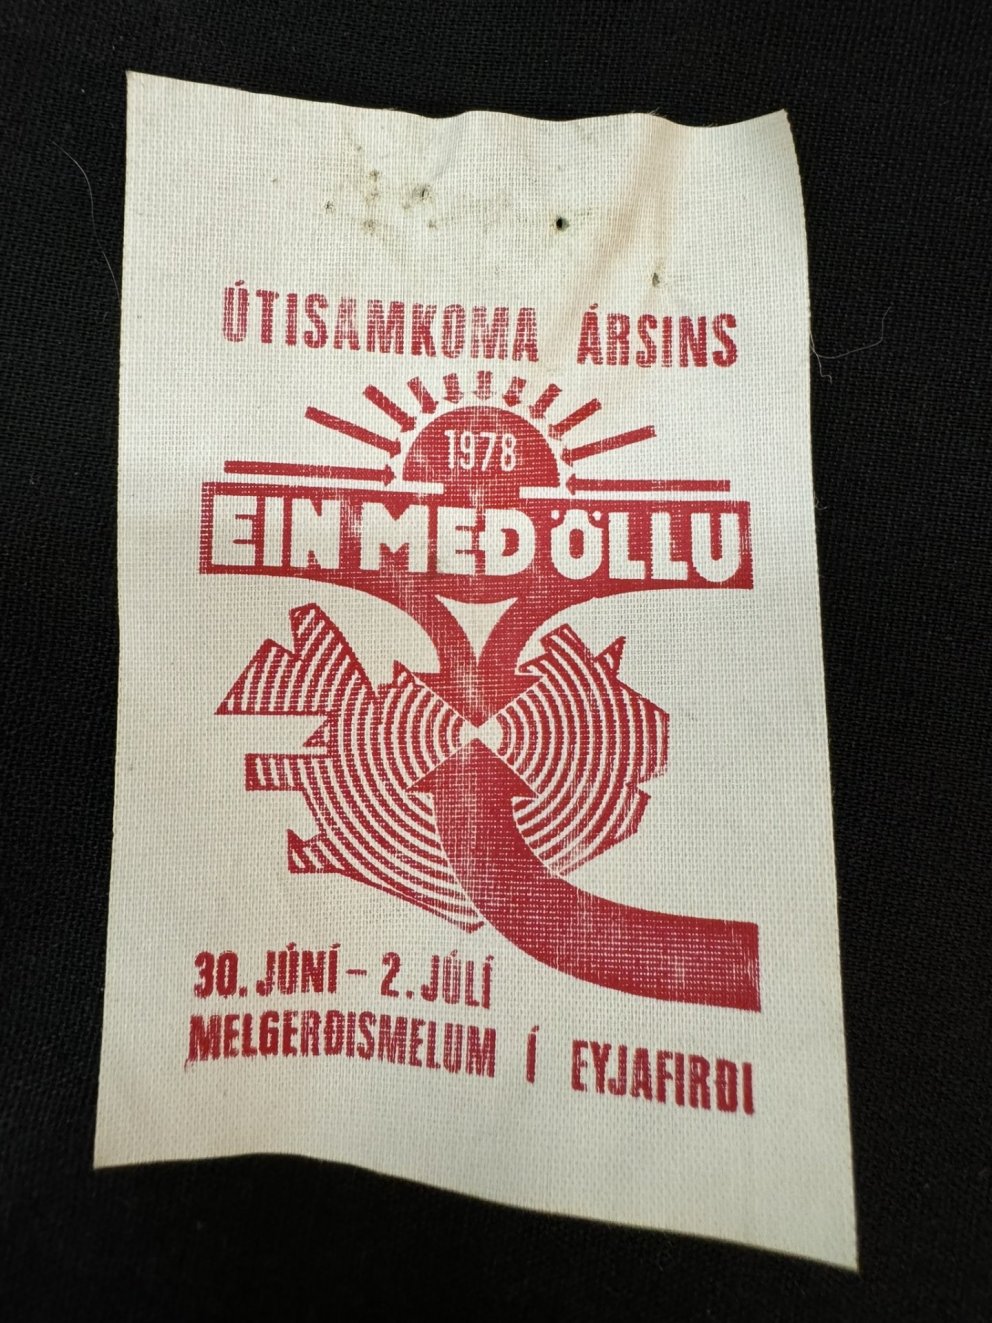 ÚTISAMKOMA ÁRSINS
1978
EIN MEÐ ÖLLU
30. JÚNÍ - 2. JÚLÍ
MELGERÐISMELUM Í EYJAFIRÐI